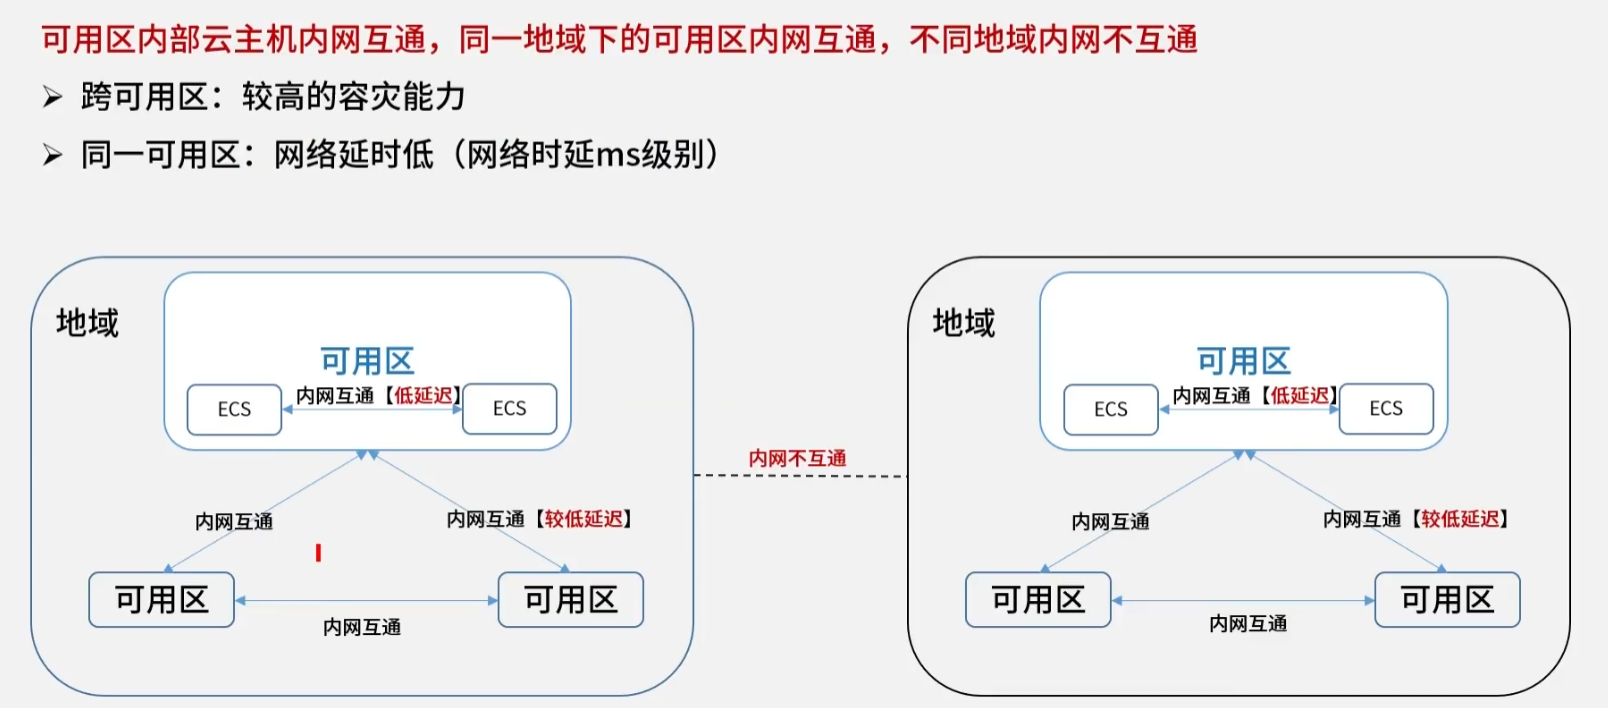 可用区内部云主机内网互通，同一地域下的可用区内网互通，不同地域内网不互通
➢ 跨可用区：较高的容灾能力
➢ 同一可用区：网络延时低（网络时延ms级别）
地域
可用区
ECS
内网互通【低延迟】
ECS
内网互通
内网互通【较低延迟】
可用区
内网互通
可用区
内网不互通
地域
可用区
ECS
内网互通【低延迟】
ECS
内网互通
内网互通【较低延迟】
可用区
内网互通
可用区